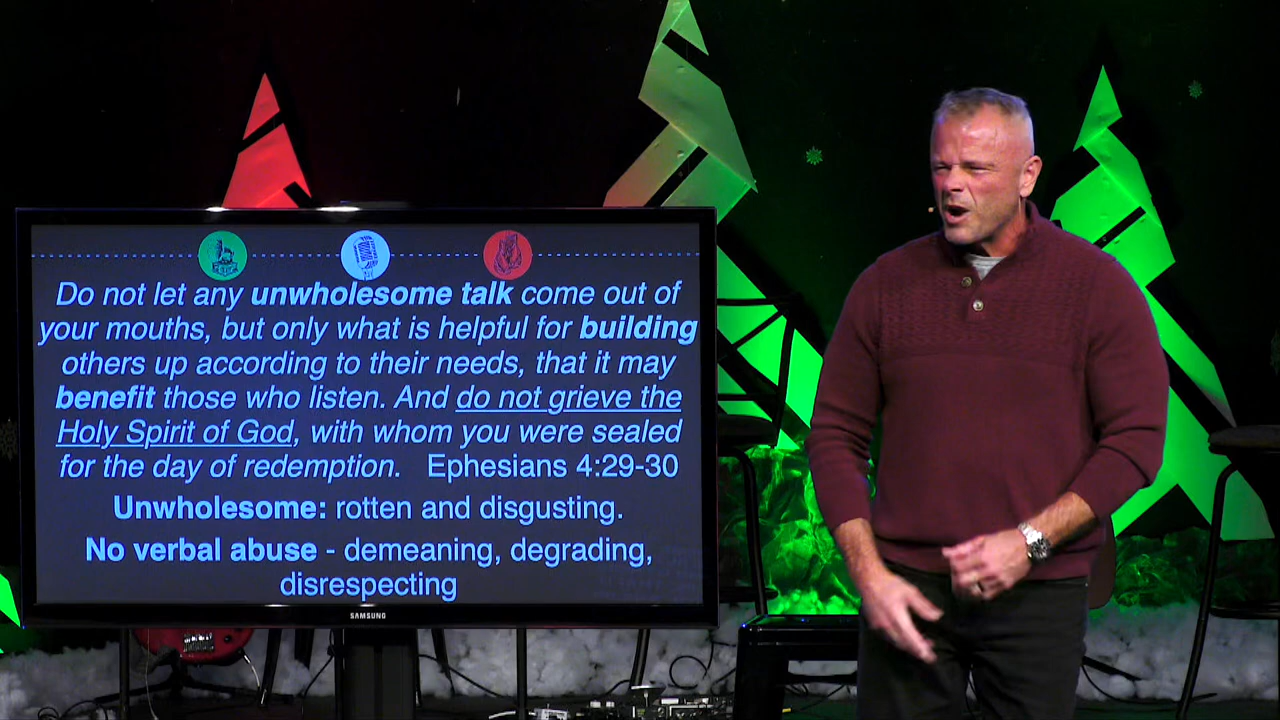 Do not let any unwholesome talk come out of
your mouths, but only what is helpful for building
others up according to their needs, that it may
benefit those who listen. And do not grieve the
Holy Spirit of God, with whom you were sealed
for the day of redemption. Ephesians 4:29-30
Unwholesome: rotten and disgusting.
No verbal abuse - demeaning, degrading,
disrespecting
SAMSUNG